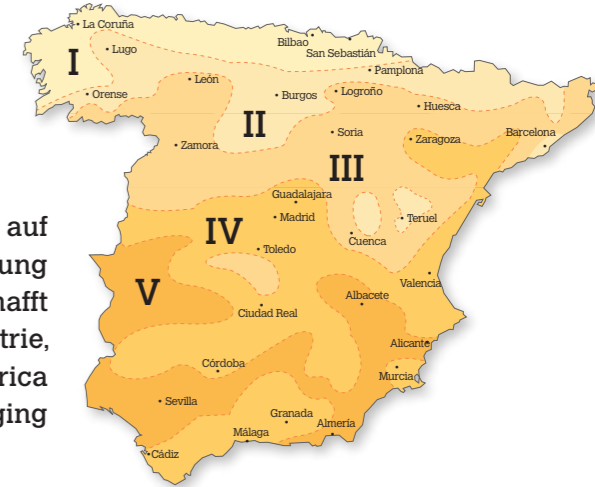 La Coruña
Lugo
I
Orense
León
Bilbao
San Sebastián
Pamplona
Burgos
Logroño
Huesca
II
Soria
Zaragoza
Barcelona
Zamora
III
Guadalajara
Madrid
Teruel
IV
Cuenca
Toledo
V
Valencia
Albacete
Ciudad Real
Alicante
Córdoba
Murcia
Sevilla
Granada
Almería
Málaga
Cádiz
auf
ung
afft
trie,
rica
ging